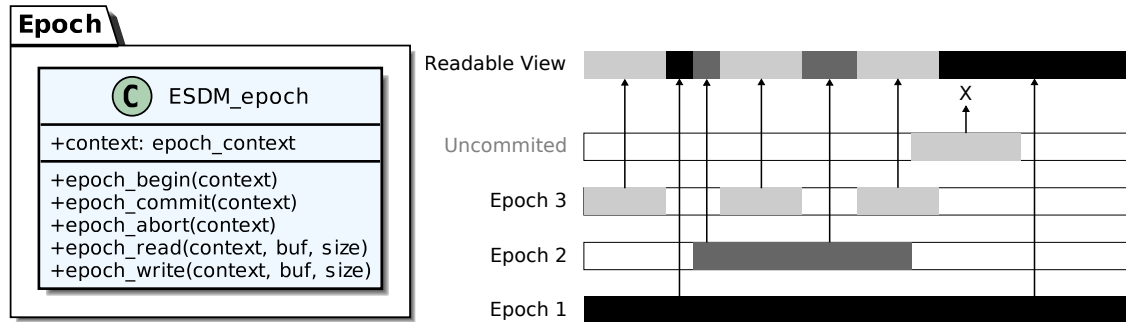 Epoch
C ESDM_epoch
+context: epoch_context
+epoch_begin(context)
+epoch_commit(context)
+epoch_abort(context)
+epoch_read(context, buf, size)
+epoch_write(context, buf, size)
Readable View
X
Uncommited
Epoch 3
Epoch 2
Epoch 1